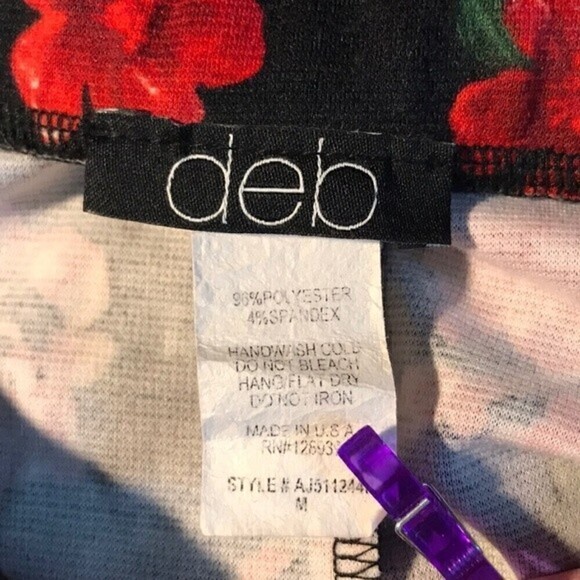 deb
96%POLYESTER
4%SPANDEX
HANDWASH COLD
DO NOT BLEACH
HANG/FLAT DRY
DO NOT IRON
MADE IN U.S.A
STYLE #
M